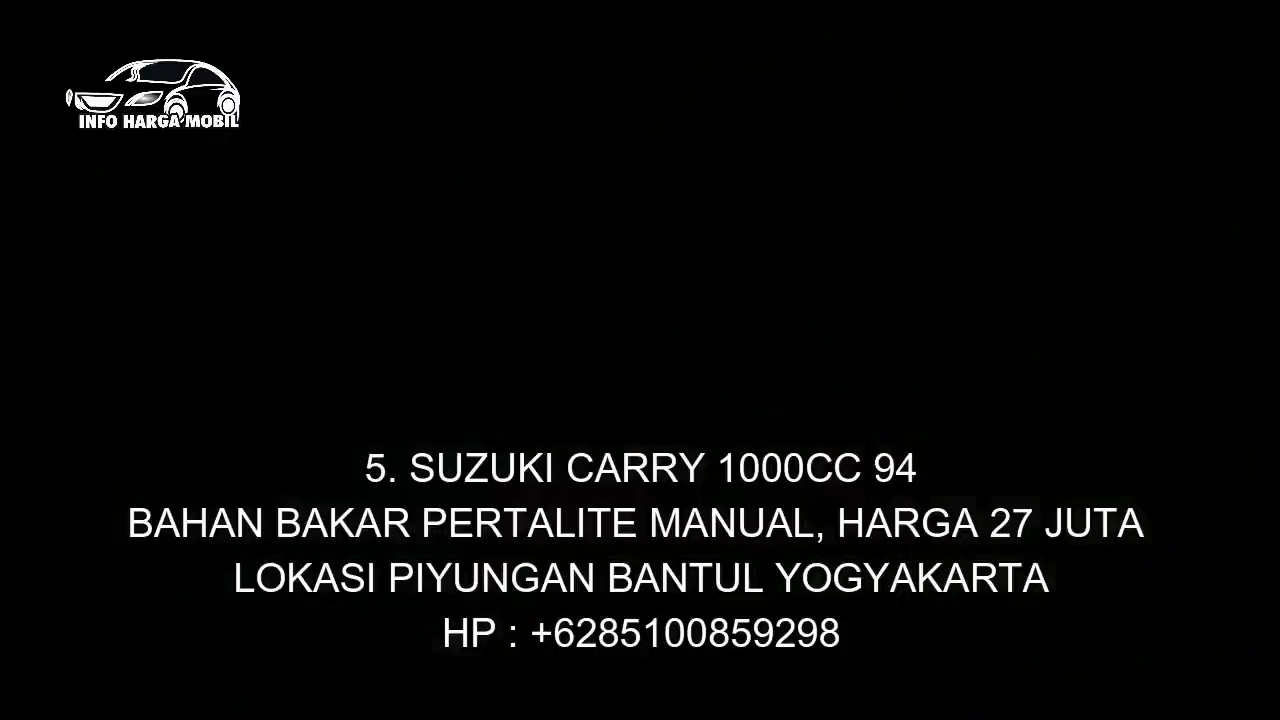 INFO HARGA MOBIL
5. SUZUKI CARRY 1000CC 94
BAHAN BAKAR PERTALITE MANUAL, HARGA 27 JUTA
LOKASI PIYUNGAN BANTUL YOGYAKARTA
HP : +6285100859298